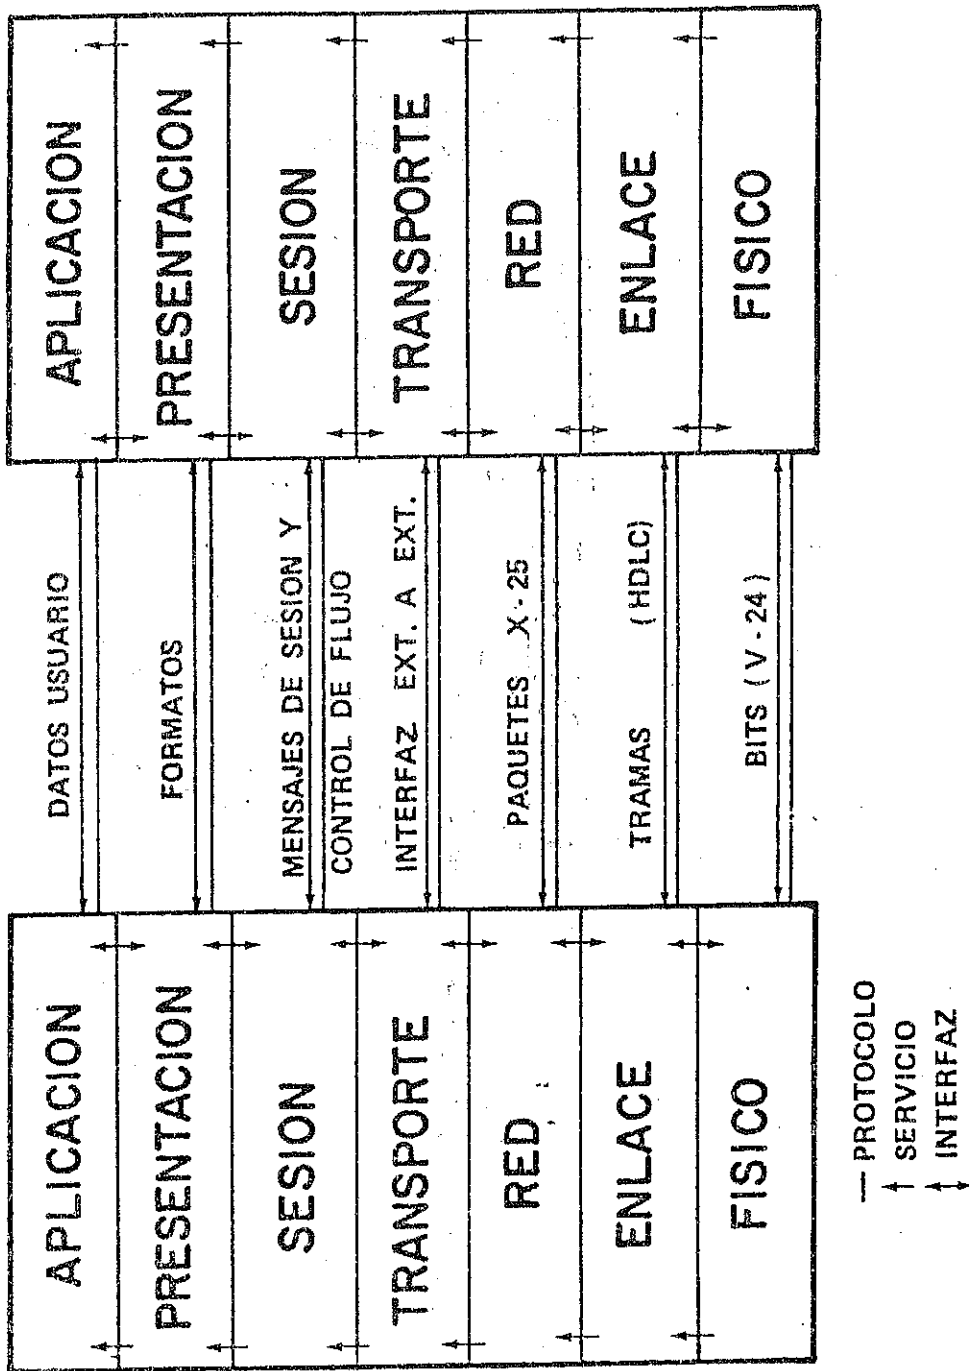 APLICACION
PRESENTACION
SESION
TRANSPORTE
RED
ENLACE
FISICO
DATOS USUARIO
FORMATOS
MENSAJES DE SESION Y
CONTROL DE FLUJO
INTERFAZ EXT. A EXT.
PAQUETES X-25
TRAMAS (HDLC)
BITS (V-24)
APLICACION
PRESENTACION
SESION
TRANSPORTE
RED
ENLACE
FISICO
PROTOCOLO
SERVICIO
INTERFAZ